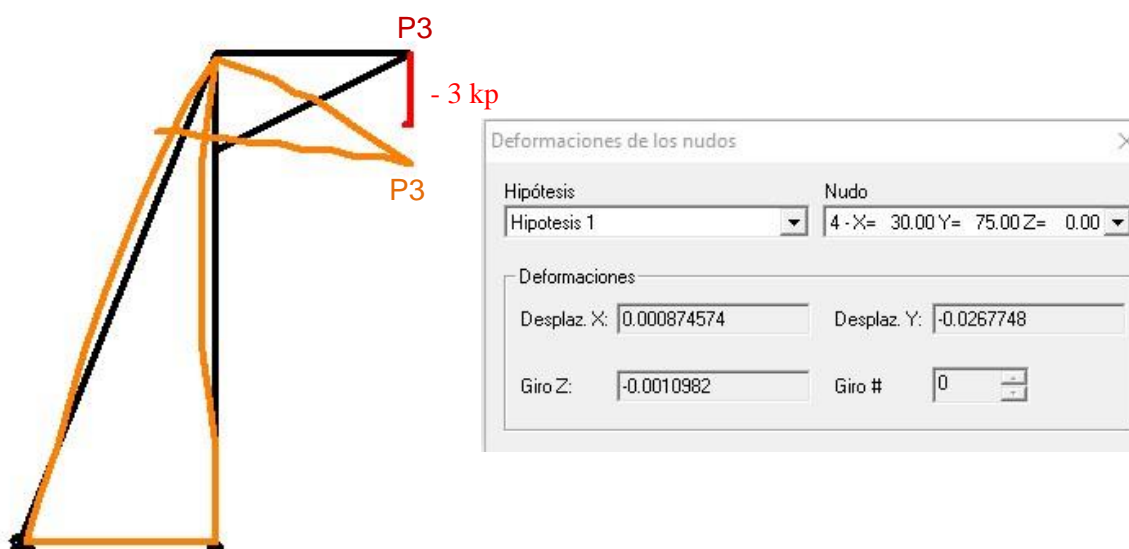 P3
- 3 kp
P3
Deformaciones de los nudos
Hipótesis
Nudo
Hipotesis 1
4 - X= 30.00 Y= 75.00 Z= 0.00
Deformaciones
Desplaz. X: 0.000874574
Desplaz. Y: -0.0267748
Giro Z: -0.0010982
Giro # 0